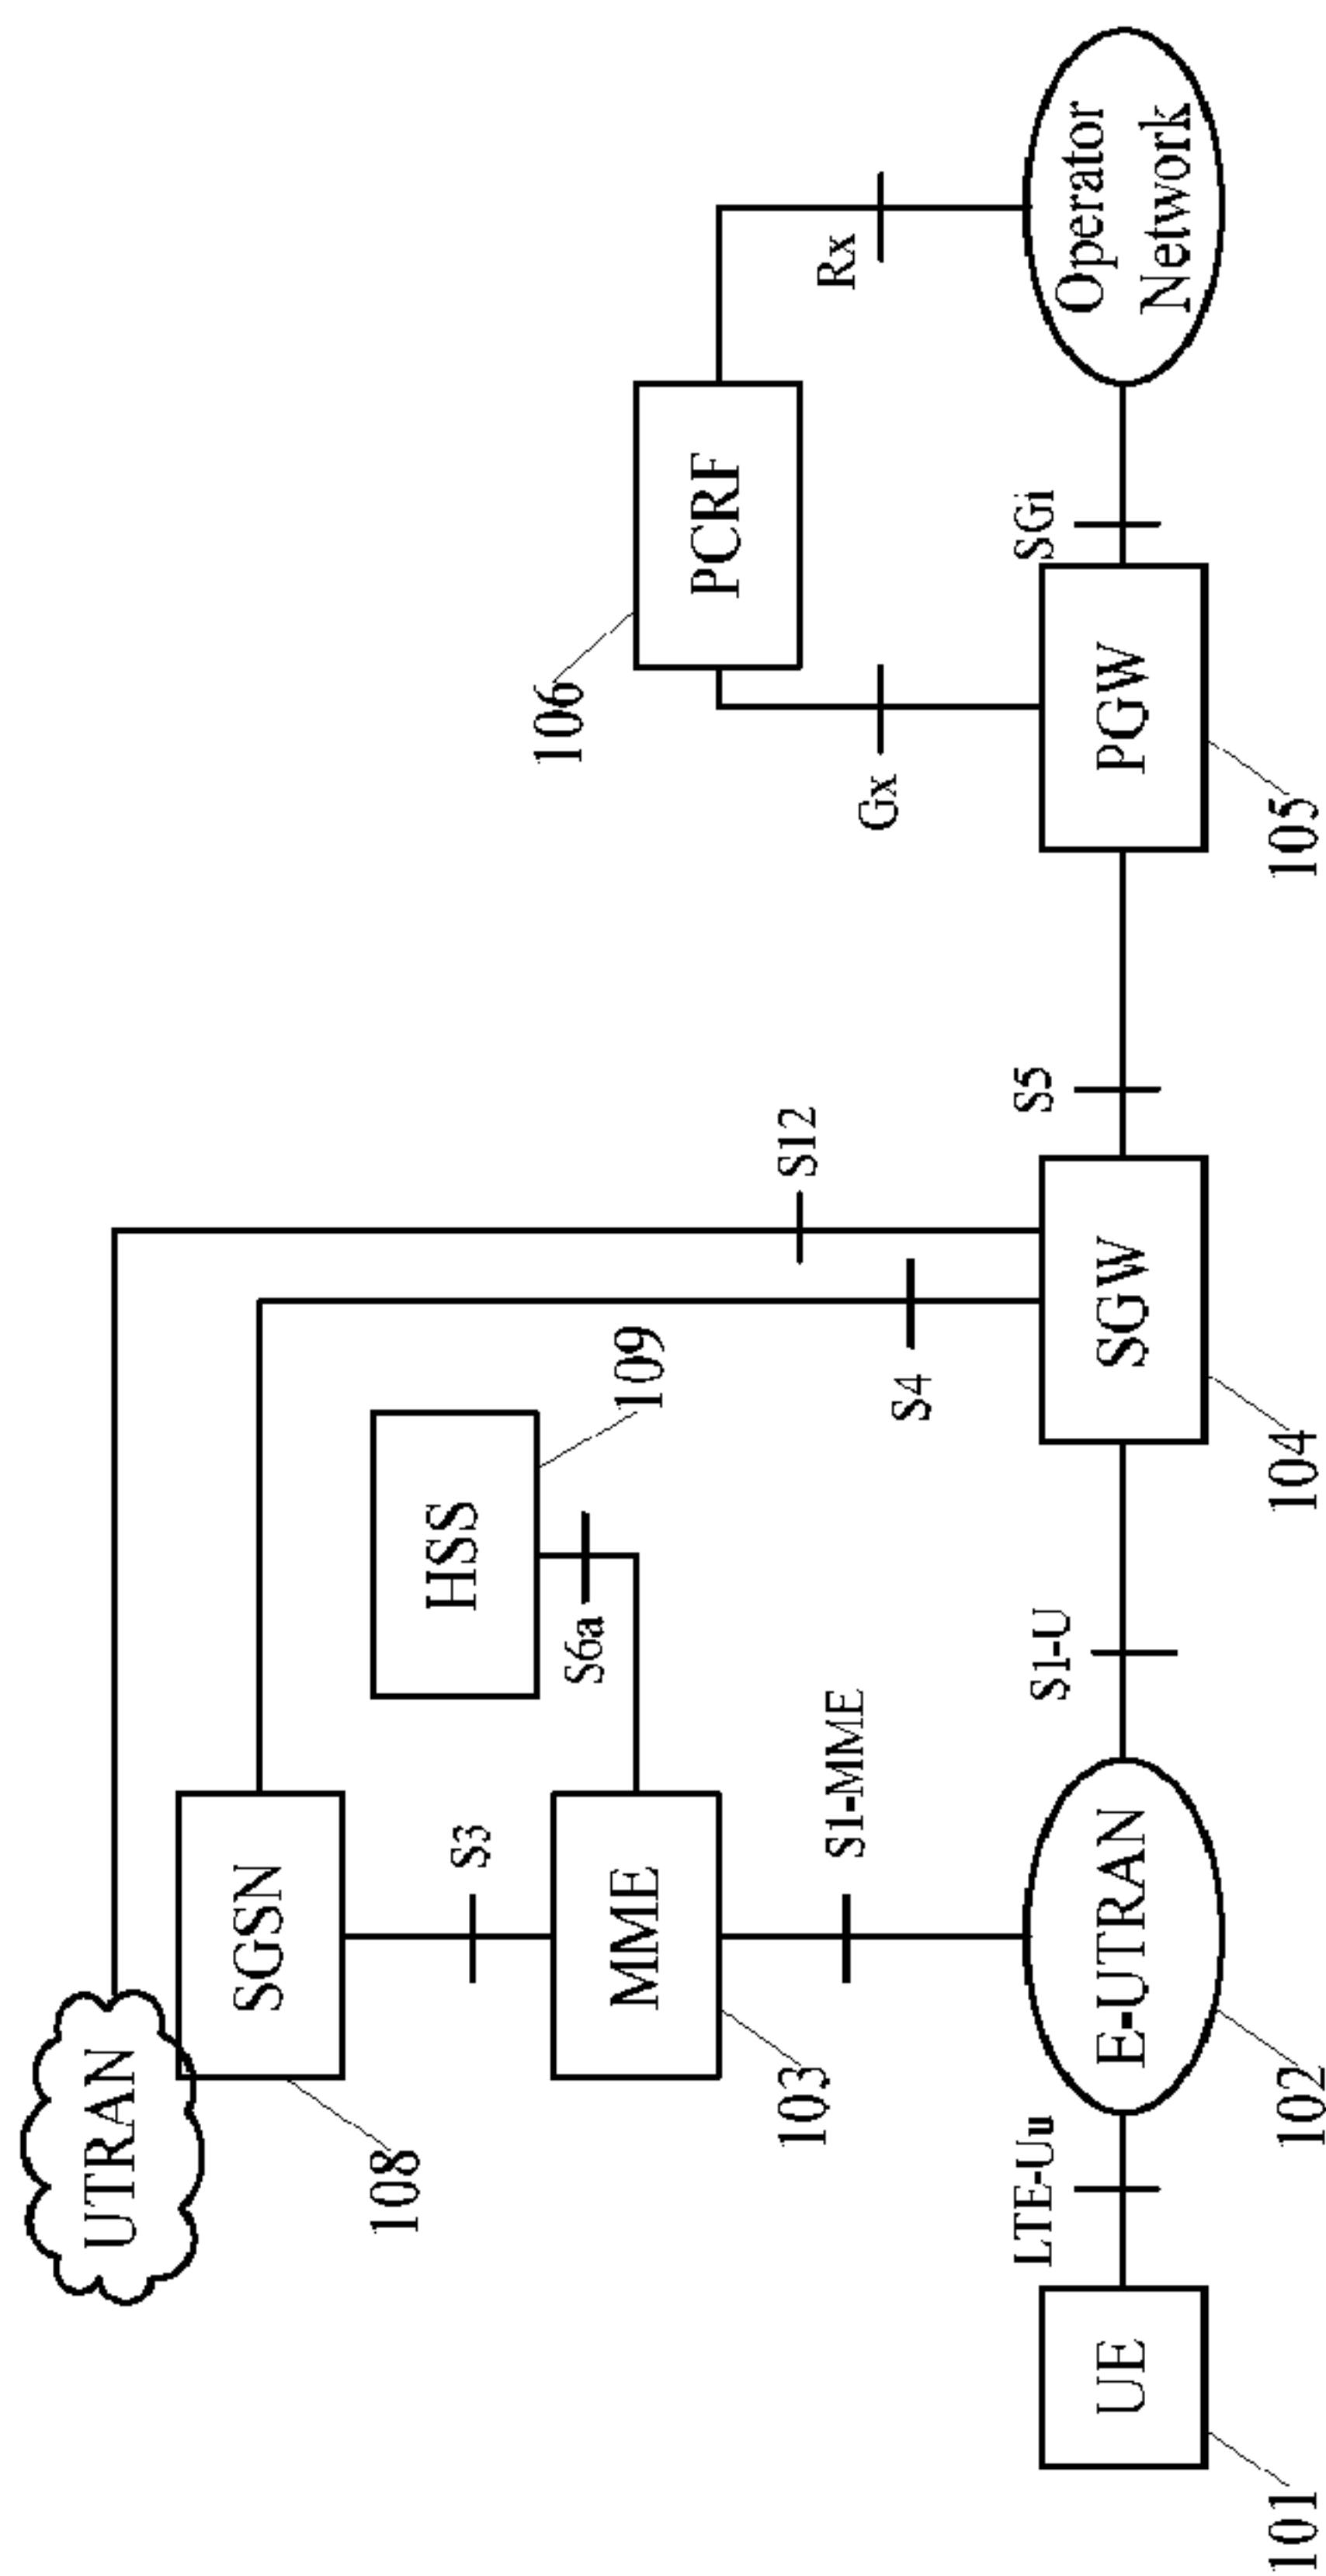 UTRAN
SGSN
108
S3
HSS
109
S6a
MME
103
S12
S4
S1-MME
PCRF
106
Gx
Rx
LTE-Uu
S1-U
S5
SGi
UE
E-UTRAN
SGW
PGW
Operator
Network
101
102
104
105